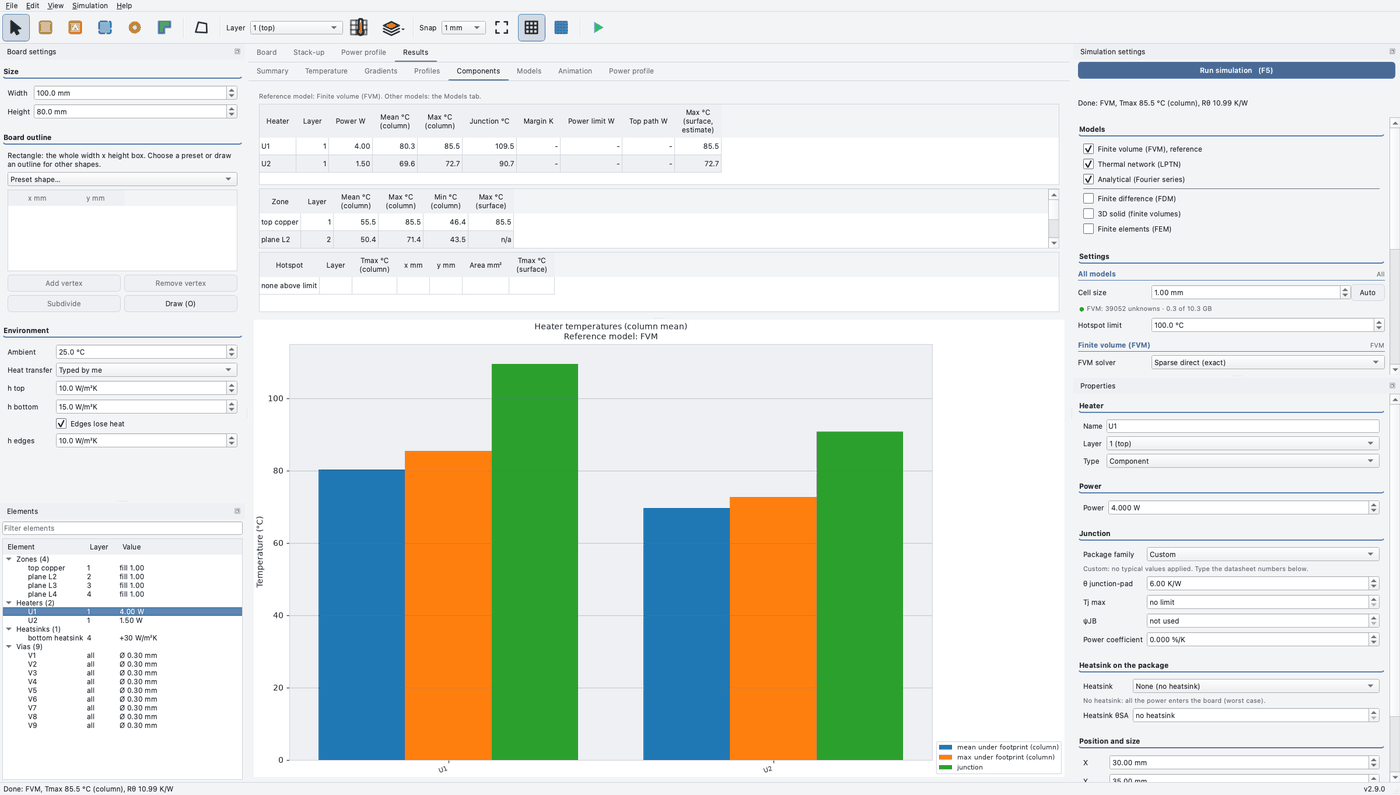 File Edit View Simulation Help
Layer 1 (top) Snap 1 mm
Board settings
Size
Width 100.0 mm
Height 80.0 mm
Board outline
Rectangle: the whole width x height box. Choose a preset or draw
an outline for other shapes.
Preset shape...
x mm y mm
Add vertex Remove vertex
Subdivide Draw (O)
Environment
Ambient 25.0 °C
Heat transfer Typed by me
h top 10.0 W/m²K
h bottom 15.0 W/m²K
Edges lose heat
h edges 10.0 W/m²K
Elements
Filter elements
Element Layer Value
Zones (4)
top copper 1 fill 1.00
plane L2 2 fill 1.00
plane L3 3 fill 1.00
plane L4 4 fill 1.00
Heaters (2)
U1 1 4.00 W
U2 1 1.50 W
Heatsinks (1)
bottom heatsink 4 +30 W/m²K
Vias (9)
V1 all Ø 0.30 mm
V2 all Ø 0.30 mm
V3 all Ø 0.30 mm
V4 all Ø 0.30 mm
V5 all Ø 0.30 mm
V6 all Ø 0.30 mm
V7 all Ø 0.30 mm
V8 all Ø 0.30 mm
V9 all Ø 0.30 mm
Board Stack-up Power profile Results
Summary Temperature Gradients Profiles Components Models Animation Power profile
Reference model: Finite volume (FVM). Other models: the Models tab.
Heater Layer Power W Mean °C (column) Max °C (column) Junction °C Margin K Power limit W Top path W Max °C (surface, estimate)
U1 1 4.00 80.3 85.5 109.5 - - - 85.5
U2 1 1.50 69.6 72.7 90.7 - - - 72.7
Zone Layer Mean °C (column) Max °C (column) Min °C (column) Max °C (surface)
top copper 1 55.5 85.5 46.4 85.5
plane L2 2 50.4 71.4 43.5 n/a
Hotspot Layer Tmax °C (column) x mm y mm Area mm² Tmax °C (surface)
none above limit
Heater temperatures (column mean)
Reference model: FVM
Temperature (°C)
100
80
60
40
20
0
U1 U2
mean under footprint (column)
max under footprint (column)
junction
Simulation settings
Run simulation (F5)
Done: FVM, Tmax 85.5 °C (column), Rθ 10.99 K/W
Models
Finite volume (FVM), reference
Thermal network (LPTN)
Analytical (Fourier series)
Finite difference (FDM)
3D solid (finite volumes)
Finite elements (FEM)
Settings
All models All
Cell size 1.00 mm Auto
FVM: 39052 unknowns · 0.3 of 10.3 GB
Hotspot limit 100.0 °C
Finite volume (FVM) FVM
FVM solver Sparse direct (exact)
Properties
Heater
Name U1
Layer 1 (top)
Type Component
Power
Power 4.000 W
Junction
Package family Custom
Custom: no typical values applied. Type the datasheet numbers below.
θ junction-pad 6.00 K/W
Tj max no limit
ψJB not used
Power coefficient 0.000 %/K
Heatsink on the package
Heatsink None (no heatsink)
No heatsink: all the power enters the board (worst case).
Heatsink θSA no heatsink
Position and size
X 30.00 mm
Y 35.00 mm
Done: FVM, Tmax 85.5 °C (column), Rθ 10.99 K/W v2.9.0